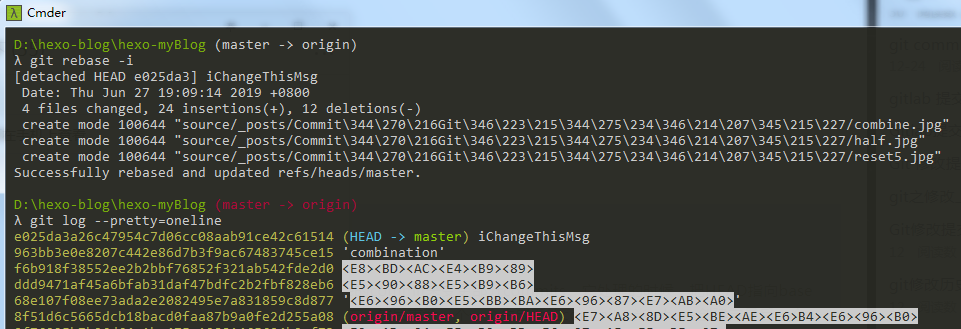 λ Cmder
D:\hexo-blog\hexo-myBlog (master -> origin)
λ git rebase -i
[detached HEAD e025da3] iChangeThisMsg
Date: Thu Jun 27 19:09:14 2019 +0800
4 files changed, 24 insertions(+), 12 deletions(-)
create mode 100644 "source/_posts/Commit\344\270\216Git\346\223\215\344\275\234\346\214\207\345\215\227/combine.jpg"
create mode 100644 "source/_posts/Commit\344\270\216Git\346\223\215\344\275\234\346\214\207\345\215\227/half.jpg"
create mode 100644 "source/_posts/Commit\344\270\216Git\346\223\215\344\275\234\346\214\207\345\215\227/reset5.jpg"
Successfully rebased and updated refs/heads/master.
D:\hexo-blog\hexo-myBlog (master -> origin)
λ git log --pretty=oneline
e025da3a26c47954c7d06cc08aab91ce42c61514 (HEAD -> master) iChangeThisMsg
963bb3e0e8207c442e86d7b3f9ac67483745ce15 'combination'
f6b918f38552ee2b2bbf76852f321ab542fde2d0 <E8><BD><AC><E4><B9><89>
ddd9471af45a6bfab31daf47bdfc2b2fbf828eb6 <E5><90><88><E5><B9><B6>
68e107f08ee73ada2e2082495e7a831859c8d877 '<E6><96><B0><E5><BB><BA><E6><96><87><E7><AB><A0>'
8f51d6c5665dcb18bacd0faa87b9a0fe2d255a08 (origin/master, origin/HEAD) <E7><A8><8D><E5><BE><AE><E6><B4><E6><96><B0>